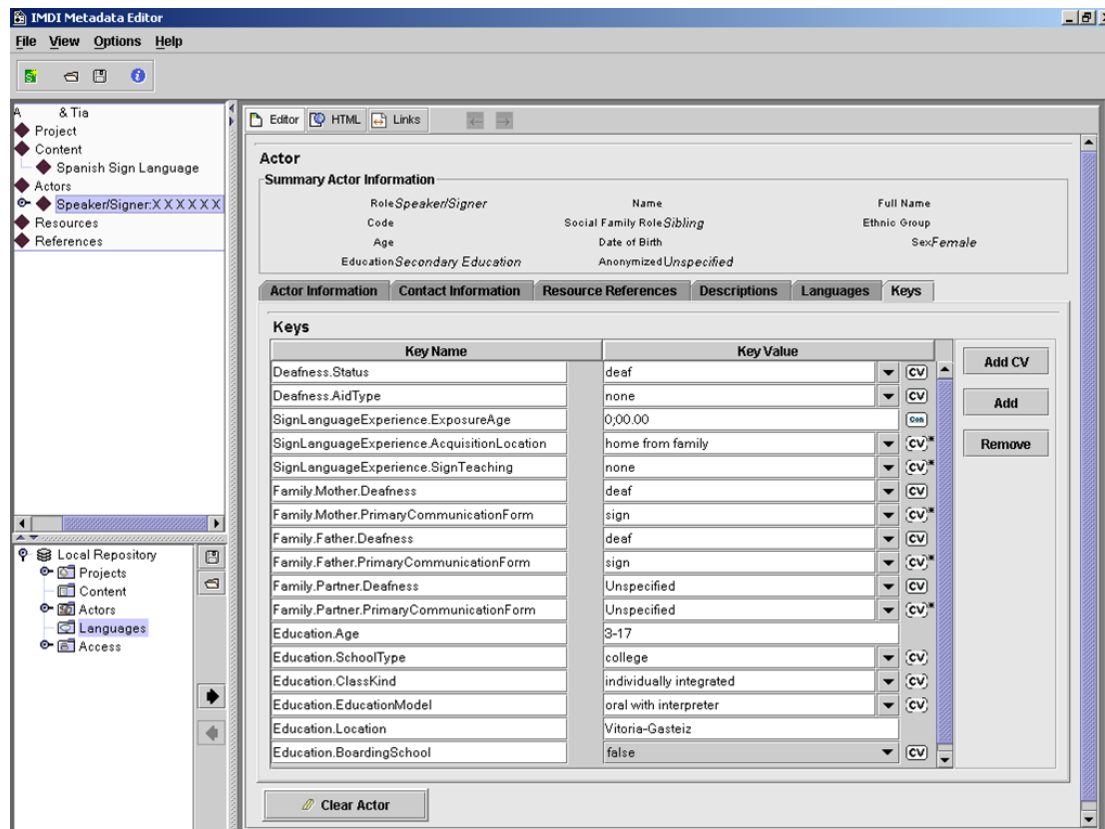 IMDI Metadata Editor
File View Options Help
Editor HTML Links
A & Tia
Project
Content
Spanish Sign Language
Actors
Speaker/Signer:X X X X X X
Resources
References
Local Repository
Projects
Content
Actors
Languages
Access
Actor
Summary Actor Information
Role Speaker/Signer Name Full Name
Code Social Family Role Sibling Ethnic Group
Age Date of Birth Sex Female
Education Secondary Education Anonymized Unspecified
Actor Information Contact Information Resource References Descriptions Languages Keys
Keys
Key Name Key Value
Deafness.Status deaf CV
Deafness.AidType none CV
SignLanguageExperience.ExposureAge 0;00.00 Con
SignLanguageExperience.AcquisitionLocation home from family CV*
SignLanguageExperience.SignTeaching none CV*
Family.Mother.Deafness deaf CV
Family.Mother.PrimaryCommunicationForm sign CV*
Family.Father.Deafness deaf CV
Family.Father.PrimaryCommunicationForm sign CV*
Family.Partner.Deafness Unspecified CV
Family.Partner.PrimaryCommunicationForm Unspecified CV*
Education.Age 3-17
Education.SchoolType college CV
Education.ClassKind individually integrated CV
Education.EducationModel oral with interpreter CV
Education.Location Vitoria-Gasteiz
Education.BoardingSchool false CV
Add CV
Add
Remove
Clear Actor